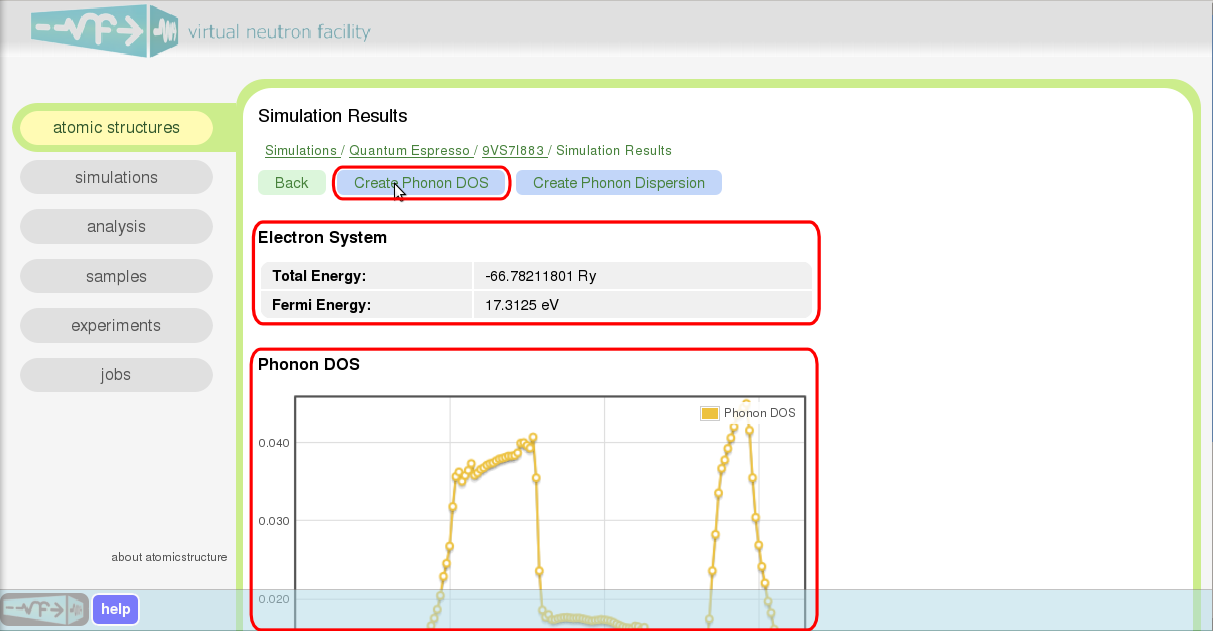 virtual neutron facility
Simulation Results
atomic structures
simulations
analysis
samples
experiments
jobs
about atomicstructure
Simulations / Quantum Espresso / 9VS7I883 / Simulation Results
Back Create Phonon DOS Create Phonon Dispersion
Electron System
Total Energy: -66.78211801 Ry
Fermi Energy: 17.3125 eV
Phonon DOS
Phonon DOS
0.040
0.030
0.020
help